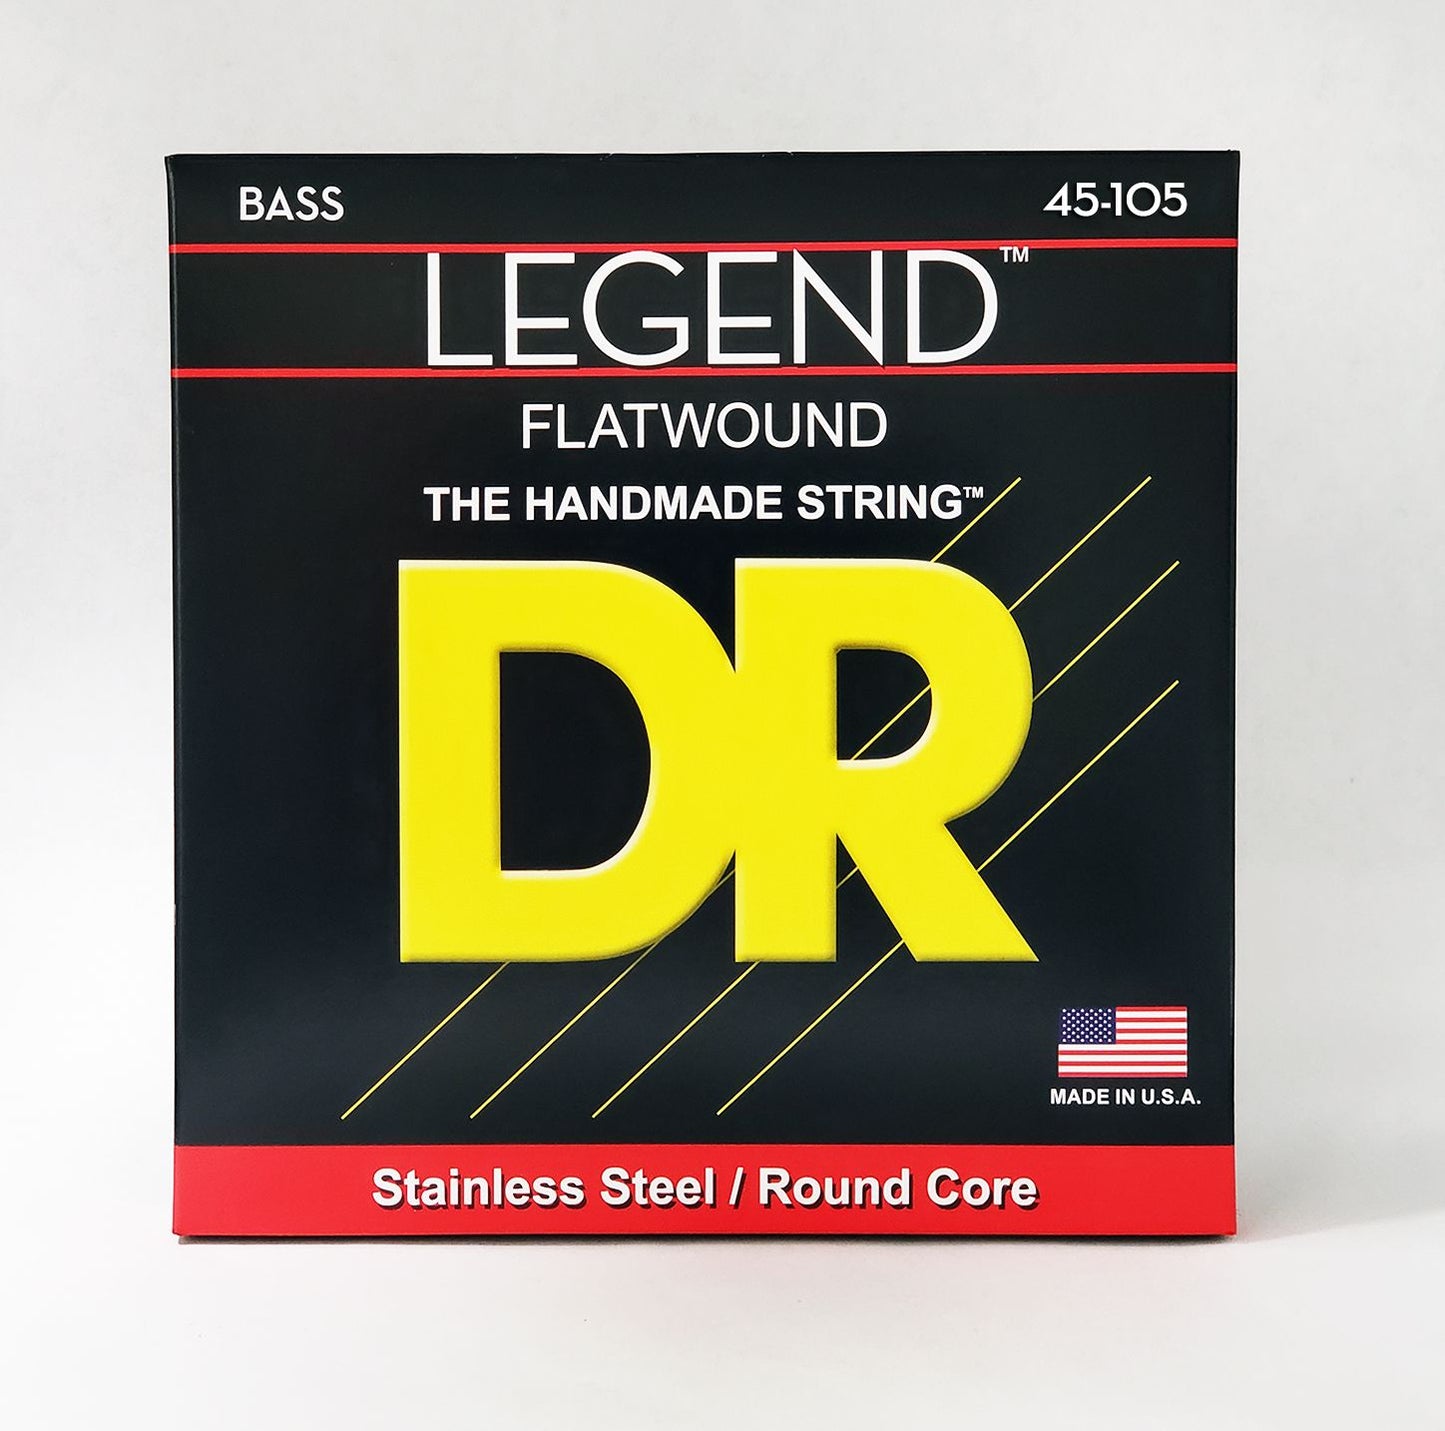 BASS 45-105
LEGEND™
FLATWOUND
THE HANDMADE STRING™
DR
MADE IN U.S.A.
Stainless Steel / Round Core